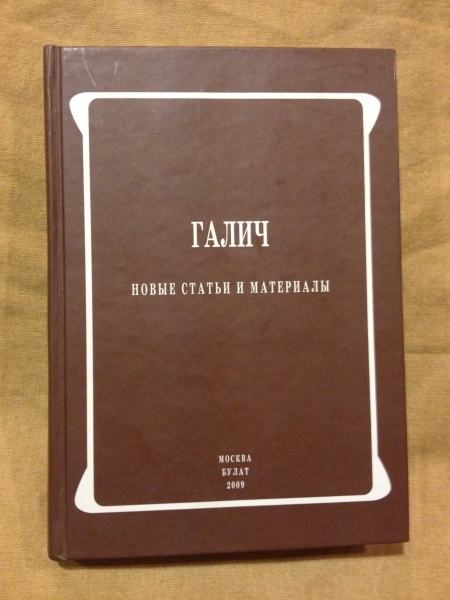 ГАЛИЧ
НОВЫЕ СТАТЬИ И МАТЕРИАЛЫ
МОСКВА
БУЛАТ
2009